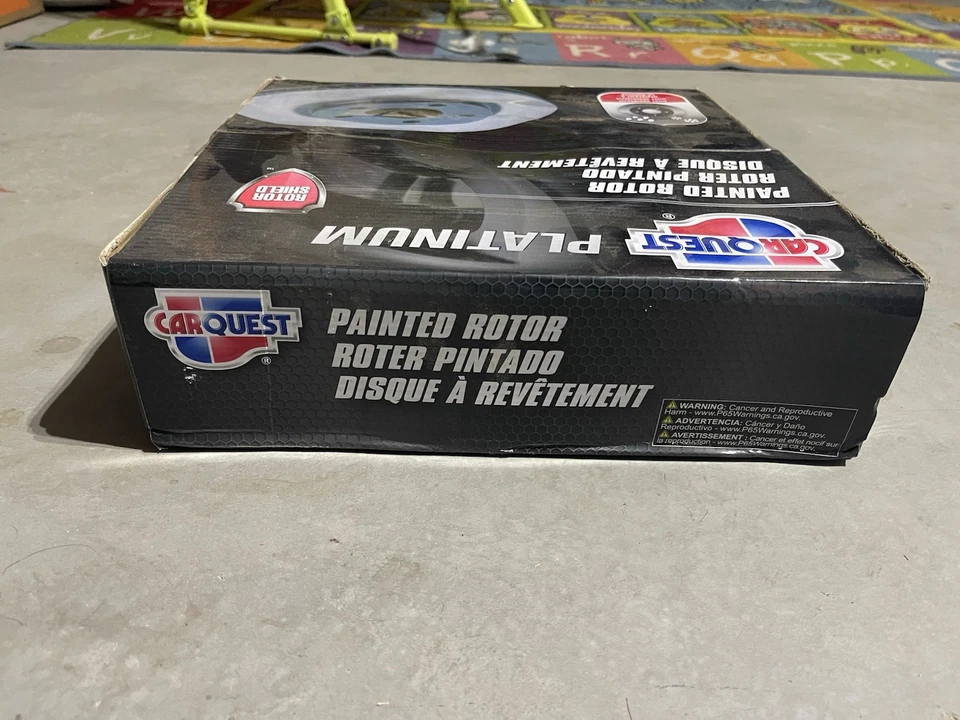 CARQUEST
®
PLATINUM
PAINTED ROTOR
ROTER PINTADO
DISQUE À REVÊTEMENT
ROTOR
SHIELD
CARQUEST
®
PAINTED ROTOR
ROTER PINTADO
DISQUE À REVÊTEMENT
WARNING: Cancer and Reproductive
Harm - www.P65Warnings.ca.gov
ADVERTENCIA: Cáncer y Daño
Reproductivo - www.P65Warnings.ca.gov.
AVERTISSEMENT : Cancer et effet nocif sur
la reproduction - www.P65Warnings.ca.gov.